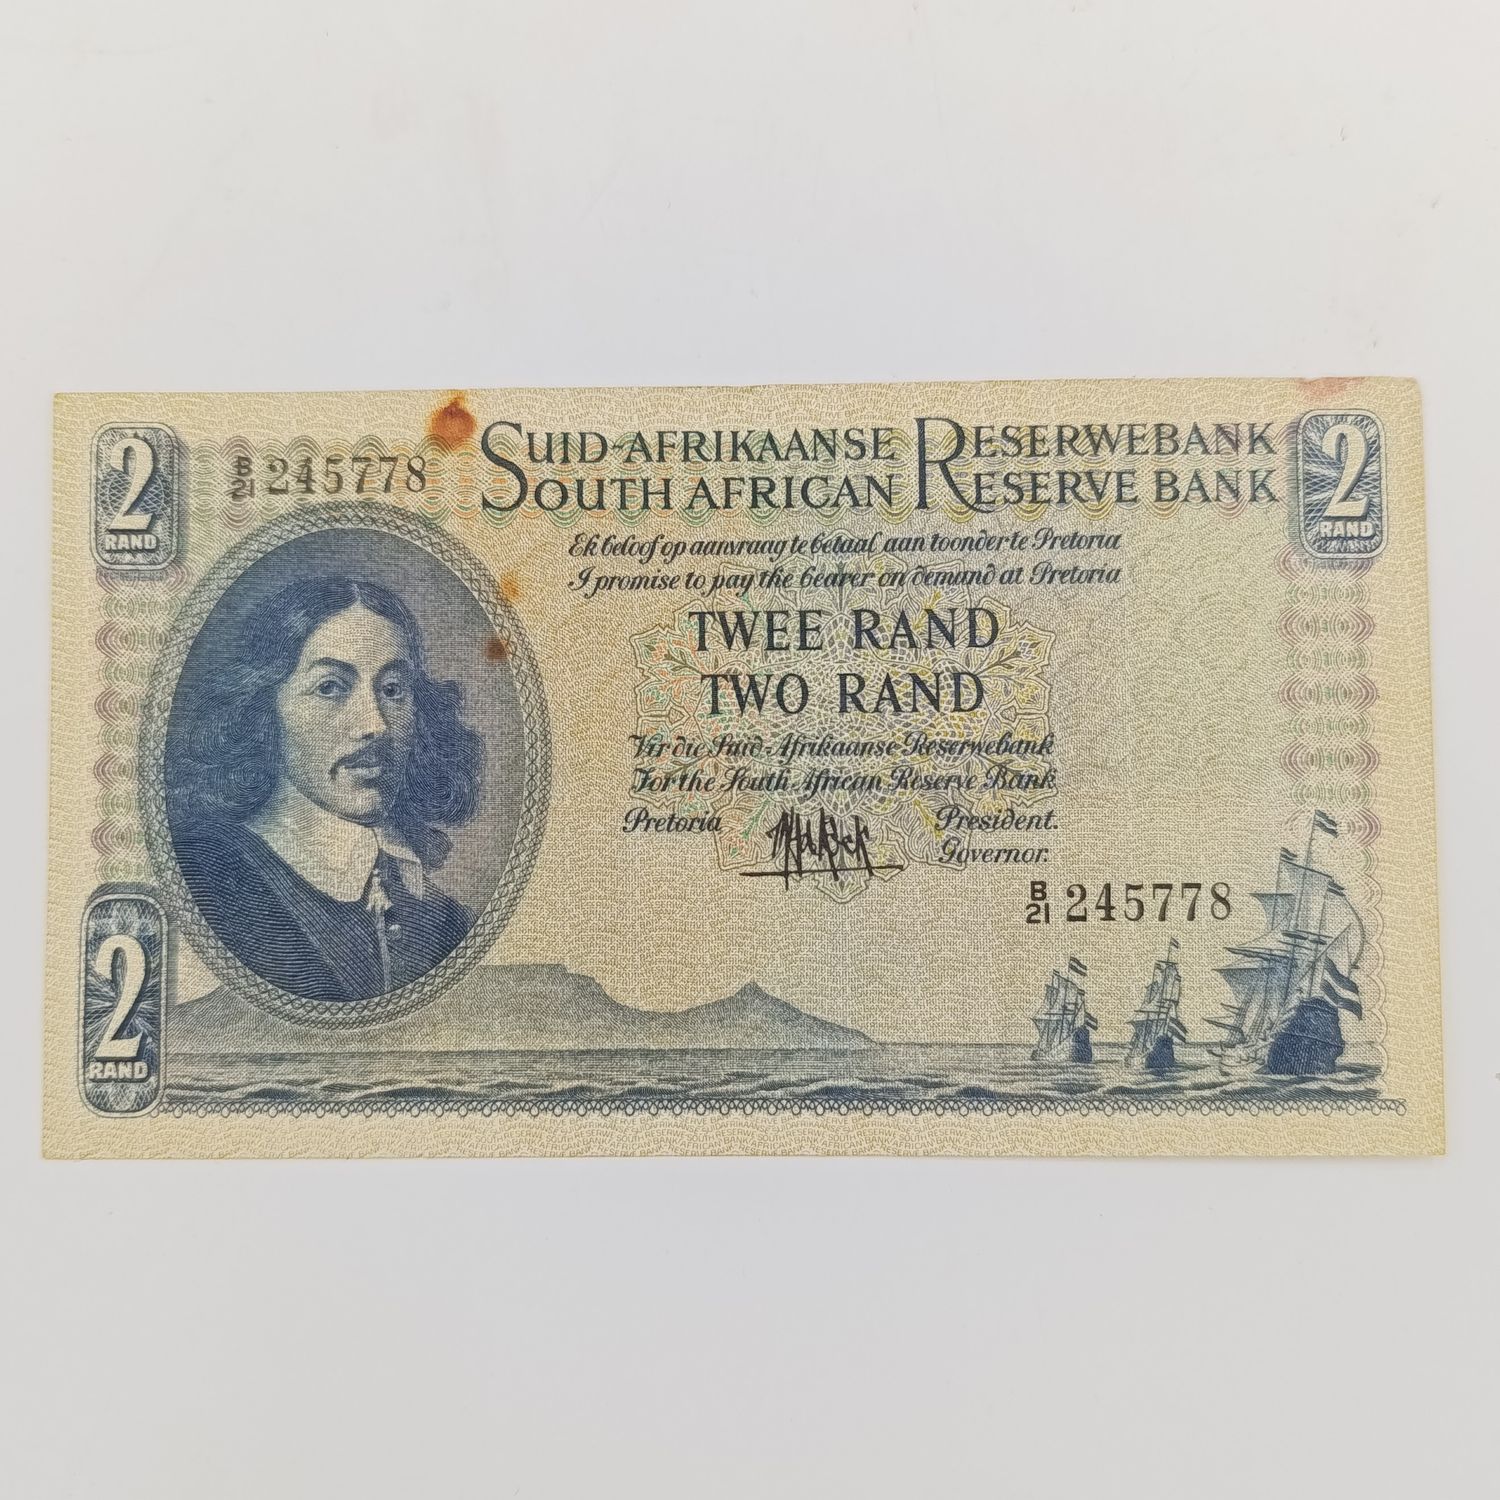 2 RAND
B/21 245778
SUID-AFRIKAANSE RESERWEBANK
SOUTH AFRICAN RESERVE BANK
2 RAND
Ek beloof op aanvraag te betaal aan toonder te Pretoria
I promise to pay the bearer on demand at Pretoria
TWEE RAND
TWO RAND
Vir die Suid-Afrikaanse Reserwebank
For the South African Reserve Bank
Pretoria President.
Governor.
B/21 245778
2 RAND